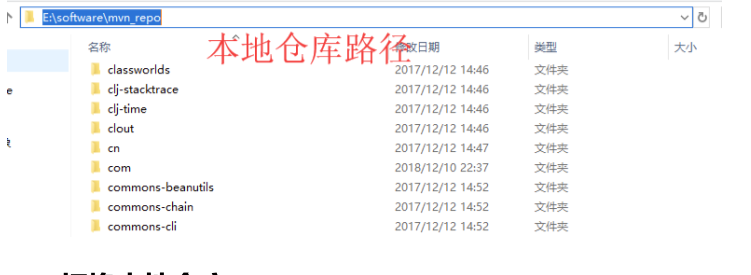 E:\software\mvn_repo
本地仓库路径
名称 修改日期 类型 大小
classworlds 2017/12/12 14:46 文件夹
clj-stacktrace 2017/12/12 14:46 文件夹
clj-time 2017/12/12 14:46 文件夹
clout 2017/12/12 14:46 文件夹
cn 2017/12/12 14:47 文件夹
com 2018/12/10 22:37 文件夹
commons-beanutils 2017/12/12 14:52 文件夹
commons-chain 2017/12/12 14:52 文件夹
commons-cli 2017/12/12 14:52 文件夹